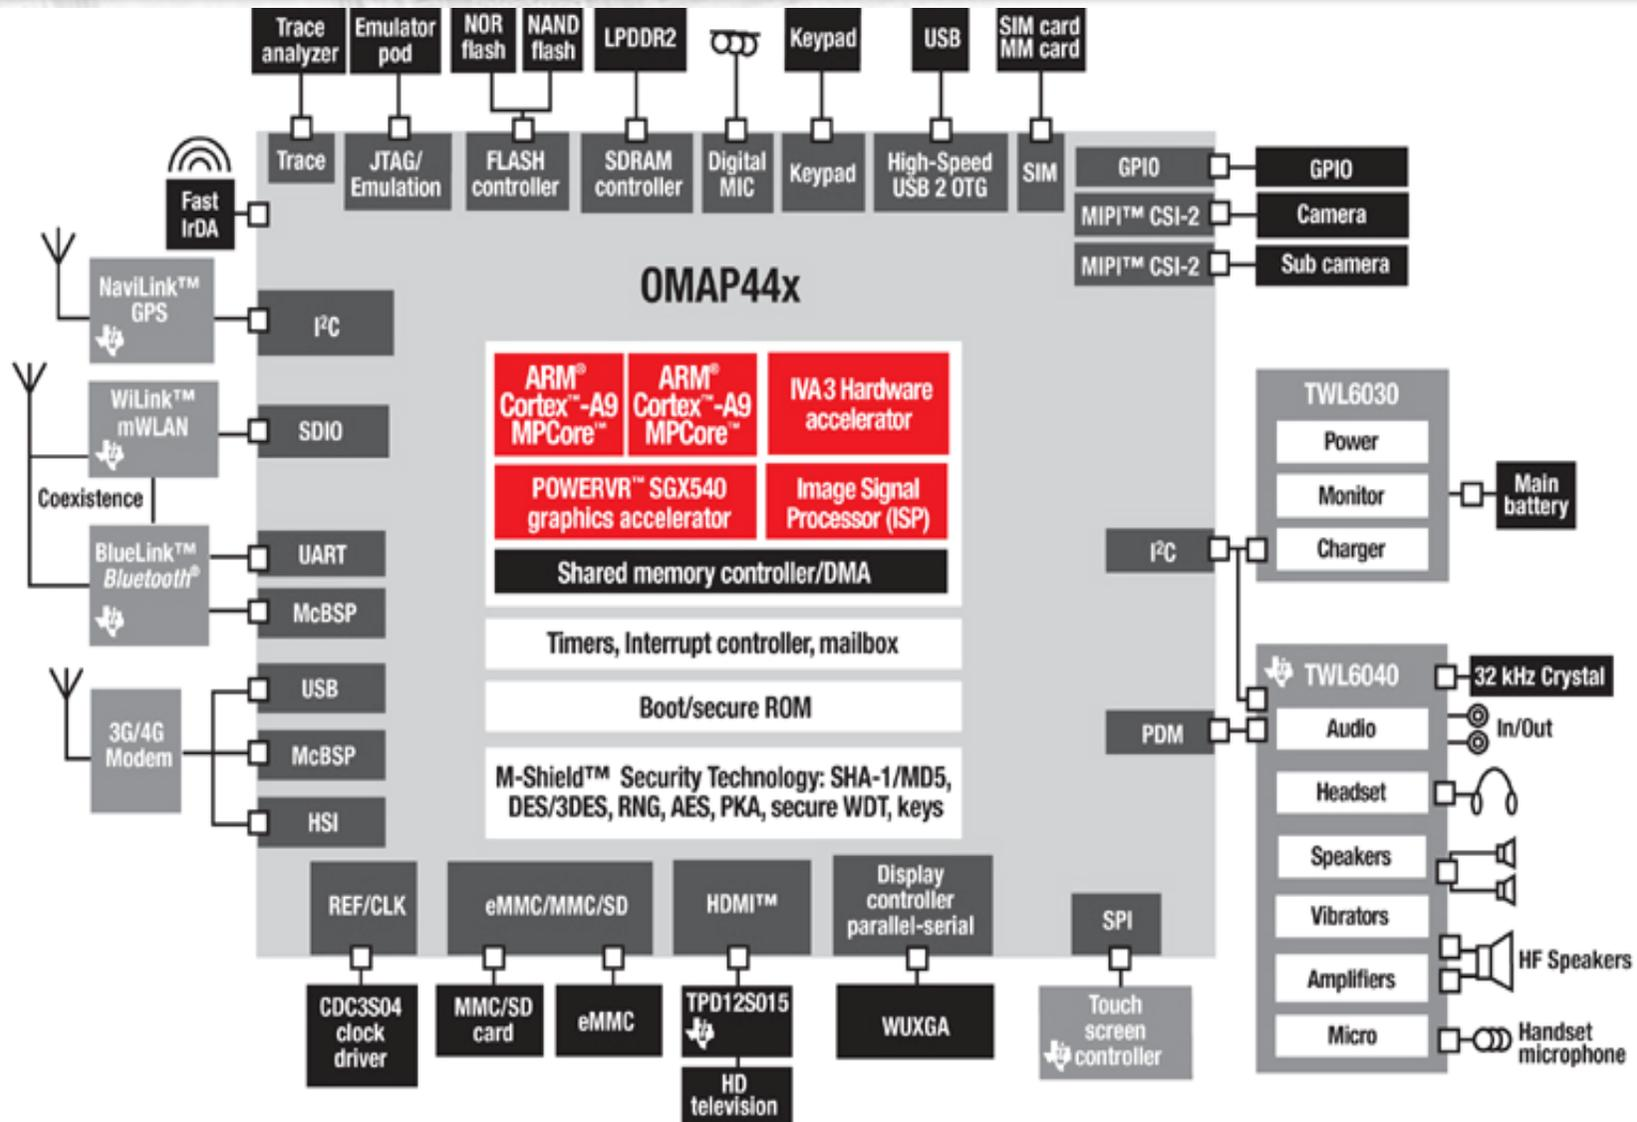 Trace
analyzer
Emulator
pod
NOR
flash
NAND
flash
LPDDR2
Keypad
USB
SIM card
MM card
Trace
JTAG/
Emulation
FLASH
controller
SDRAM
controller
Digital
MIC
Keypad
High-Speed
USB 2 OTG
SIM
GPIO
GPIO
MIPI™ CSI-2
Camera
MIPI™ CSI-2
Sub camera
Fast
IrDA
OMAP44x
NaviLink™
GPS
I²C
WiLink™
mWLAN
SDIO
Coexistence
BlueLink™
Bluetooth®
UART
McBSP
3G/4G
Modem
USB
McBSP
HSI
ARM®
Cortex™-A9
MPCore™
ARM®
Cortex™-A9
MPCore™
IVA3 Hardware
accelerator
POWERVR™ SGX540
graphics accelerator
Image Signal
Processor (ISP)
Shared memory controller/DMA
Timers, Interrupt controller, mailbox
Boot/secure ROM
M-Shield™ Security Technology: SHA-1/MD5,
DES/3DES, RNG, AES, PKA, secure WDT, keys
I²C
PDM
TWL6030
Power
Monitor
Charger
Main
battery
TWL6040
32 kHz Crystal
Audio
In/Out
Headset
Speakers
Vibrators
Amplifiers
HF Speakers
Micro
Handset
microphone
REF/CLK
eMMC/MMC/SD
HDMI™
Display
controller
parallel-serial
SPI
CDC3S04
clock
driver
MMC/SD
card
eMMC
TPD12S015
HD
television
WUXGA
Touch
screen
controller